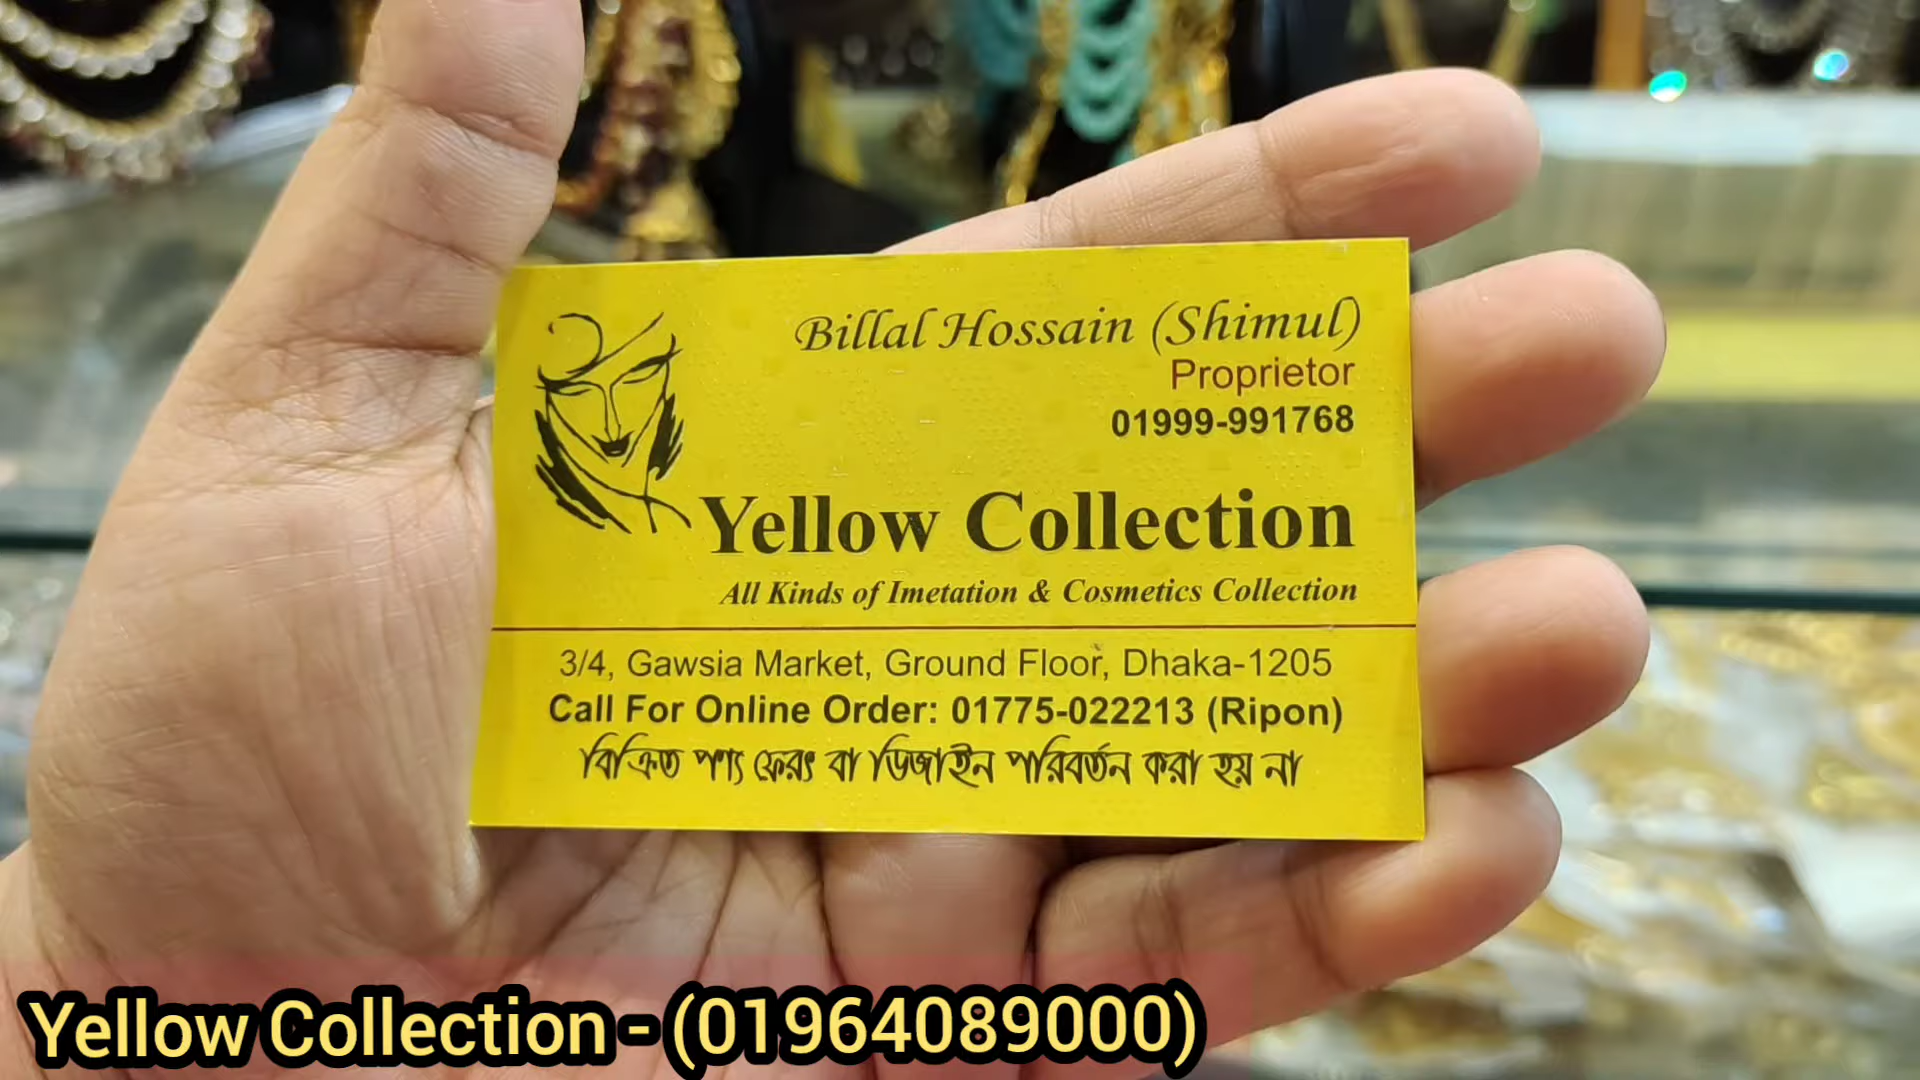 Billal Hossain (Shimul)
Proprietor
01999-991768
Yellow Collection
All Kinds of Imetation & Cosmetics Collection
3/4, Gawsia Market, Ground Floor, Dhaka-1205
Call For Online Order: 01775-022213 (Ripon)
বিক্রিত পণ্য ফেরৎ বা ডিজাইন পরিবর্তন করা হয় না
Yellow Collection - (01964089000)